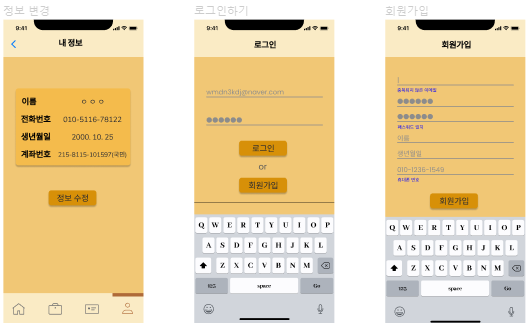 정보 변경
9:41
내 정보
이름 ㅇㅇㅇ
전화번호 010-5116-78122
생년월일 2000. 10. 25
계좌번호 215-8115-101597(국민)
정보 수정
로그인하기
9:41
로그인
wmdn3kdj@naver.com
로그인
or
회원가입
Q W E R T Y U I O P
A S D F G H J K L
Z X C V B N M
123 space Go
회원가입
9:41
회원가입
중복되지 않은 이메일
패스워드 일치
이름
생년월일
010-1236-1549
휴대폰 번호
회원가입
Q W E R T Y U I O P
A S D F G H J K L
Z X C V B N M
123 space Go